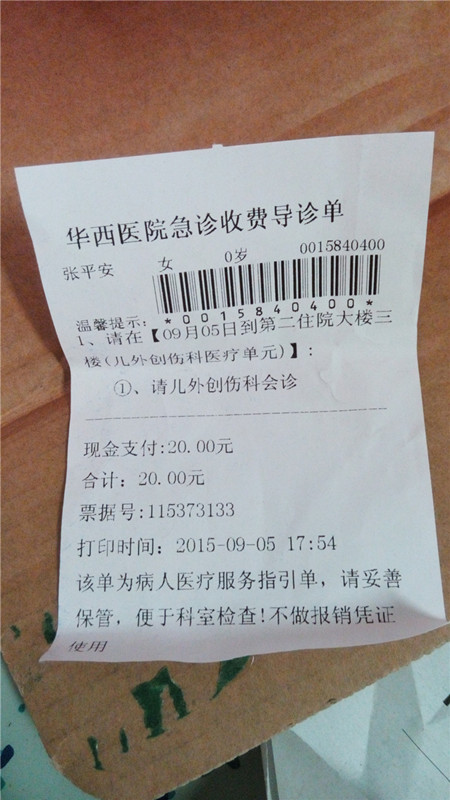 华西医院急诊收费导诊单
张平安 女 0岁 0015840400
*0015840400*
温馨提示:
1、请在【09月05日到第二住院大楼三
楼(儿外创伤科医疗单元)】:
①、请儿外创伤科会诊
现金支付:20.00元
合计: 20.00元
票据号:115373133
打印时间: 2015-09-05 17:54
该单为病人医疗服务指引单, 请妥善
保管, 便于科室检查!不做报销凭证
使用